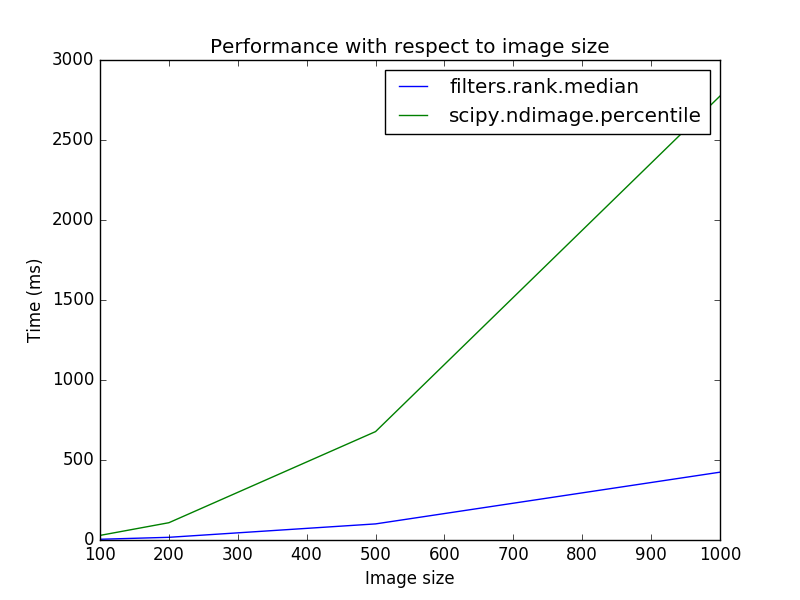 Performance with respect to image size
filters.rank.median
scipy.ndimage.percentile
3000
2500
2000
1500
1000
500
0
Time (ms)
100 200 300 400 500 600 700 800 900 1000
Image size